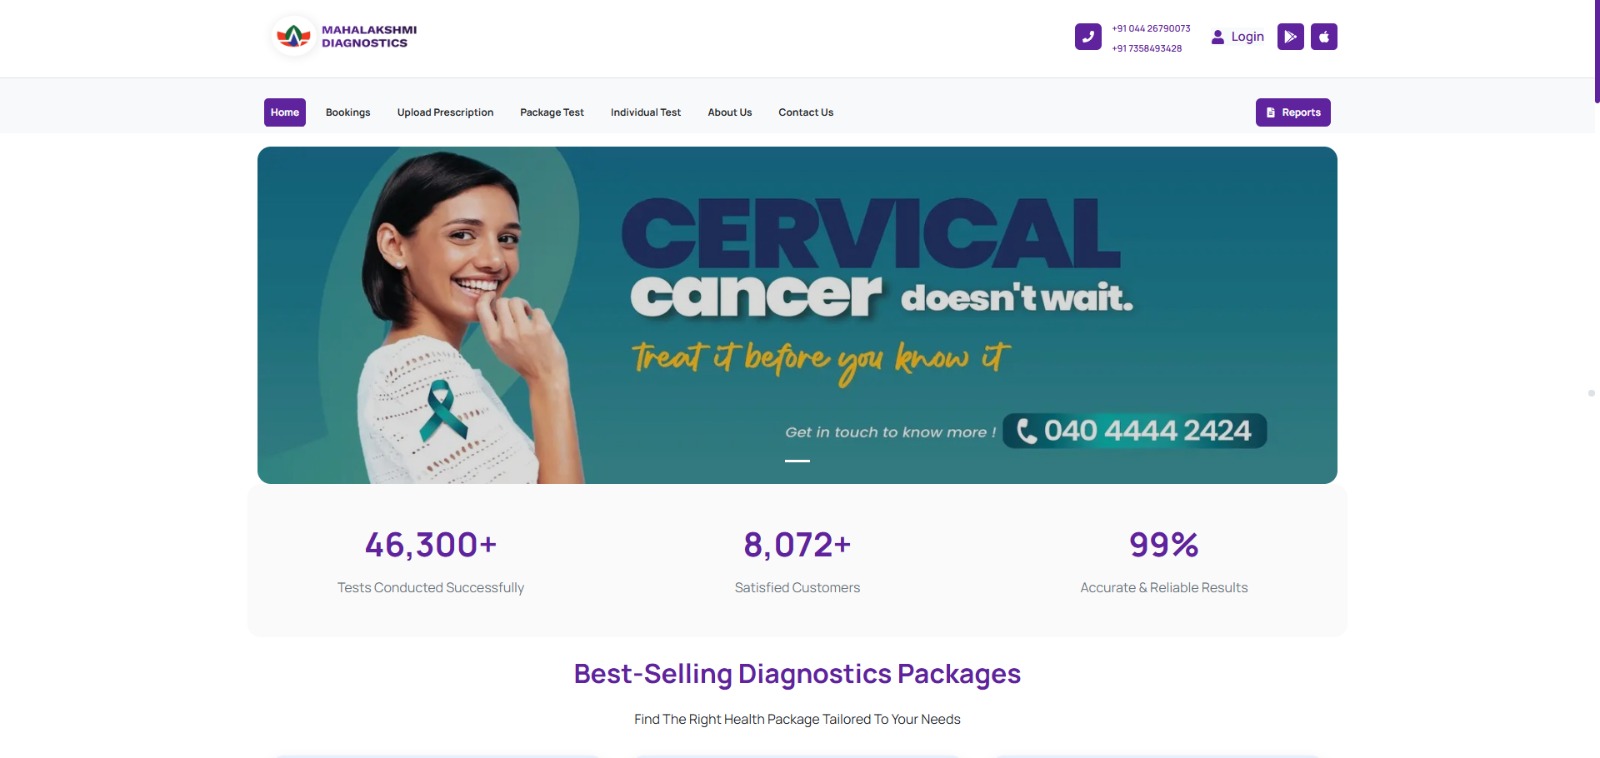 MAHALAKSHMI
DIAGNOSTICS
+91 044 26790073
+91 7358493428
Login
Home
Bookings
Upload Prescription
Package Test
Individual Test
About Us
Contact Us
Reports
CERVICAL
cancer doesn't wait.
Treat it before you know it
Get in touch to know more ! 040 4444 2424
46,300+
Tests Conducted Successfully
8,072+
Satisfied Customers
99%
Accurate & Reliable Results
Best-Selling Diagnostics Packages
Find The Right Health Package Tailored To Your Needs